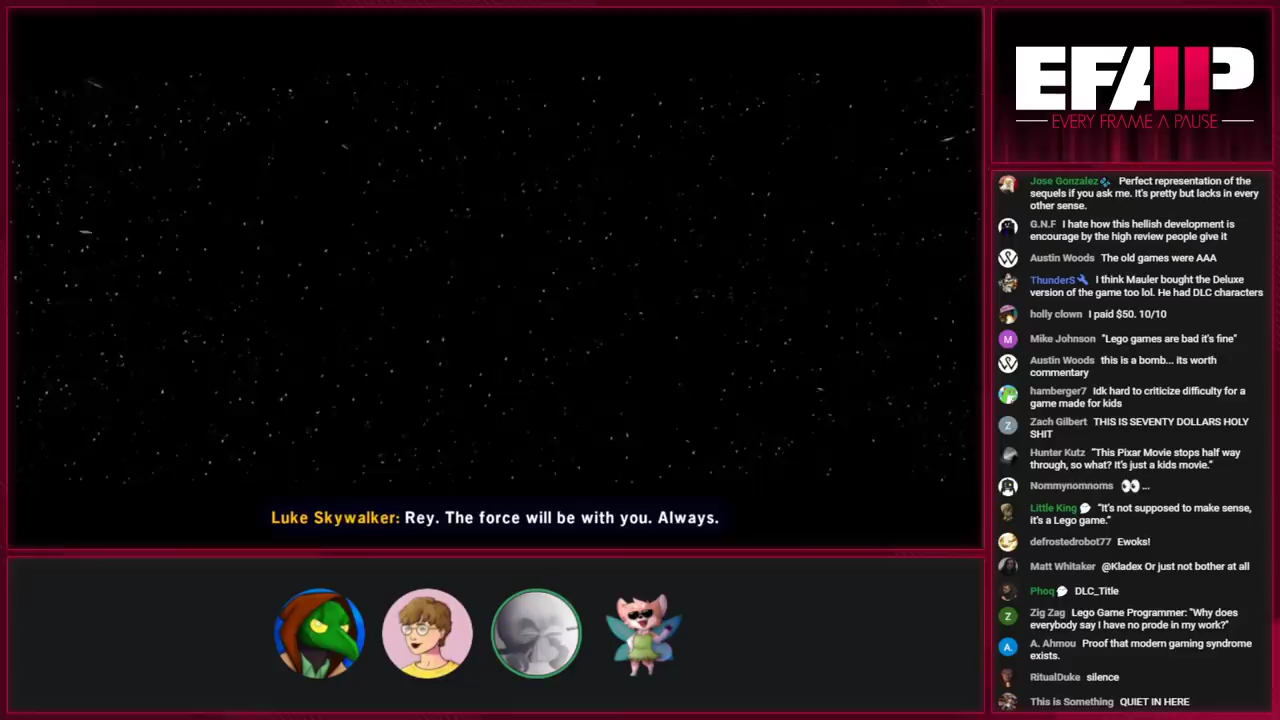 EFAP
EVERY FRAME A PAUSE
Jose Gonzalez Perfect representation of the
sequels if you ask me. It's pretty but lacks in every
other sense.
G.N.F I hate how this hellish development is
encourage by the high review people give it
Austin Woods The old games were AAA
ThunderS I think Mauler bought the Deluxe
version of the game too lol. He had DLC characters
holly clown I paid $50. 10/10
M Mike Johnson "Lego games are bad it's fine"
Austin Woods this is a bomb... its worth
commentary
hamberger7 Idk hard to criticize difficulty for a
game made for kids
Z Zach Gilbert THIS IS SEVENTY DOLLARS HOLY
SHIT
Hunter Kutz "This Pixar Movie stops half way
through, so what? It's just a kids movie."
Nommynomnoms 👀 ...
Little King "It's not supposed to make sense,
it's a Lego game."
defrostedrobot77 Ewoks!
Matt Whitaker @Kladex Or just not bother at all
Phoq DLC_Title
Z Zig Zag Lego Game Programmer: "Why does
everybody say I have no prode in my work?"
A. A. Ahmou Proof that modern gaming syndrome
exists.
RitualDuke silence
This is Something QUIET IN HERE
Luke Skywalker: Rey. The force will be with you. Always.